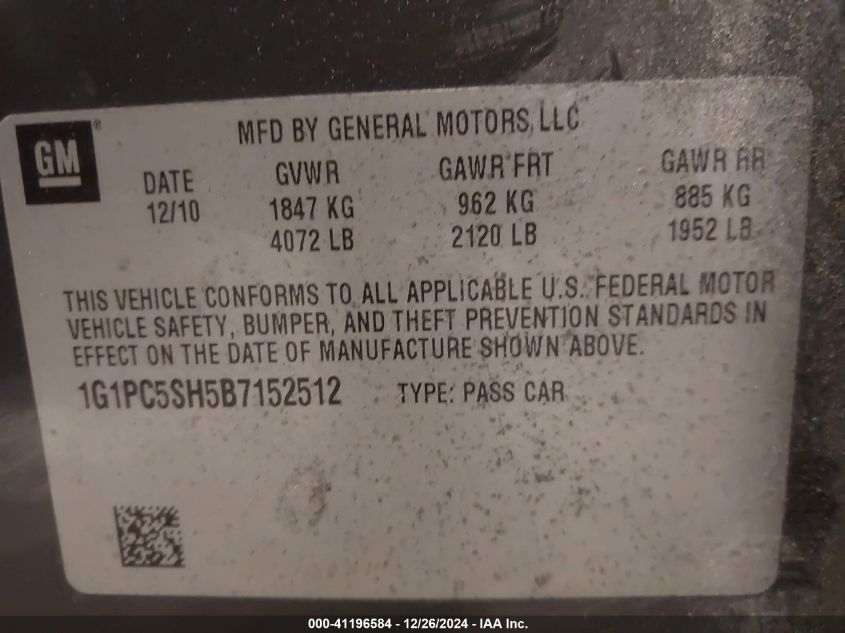 MFD BY GENERAL MOTORS, LLC
GM®
DATE GVWR GAWR FRT GAWR RR
12/10 1847 KG 962 KG 885 KG
4072 LB 2120 LB 1952 LB
THIS VEHICLE CONFORMS TO ALL APPLICABLE U.S. FEDERAL MOTOR
VEHICLE SAFETY, BUMPER, AND THEFT PREVENTION STANDARDS IN
EFFECT ON THE DATE OF MANUFACTURE SHOWN ABOVE.
1G1PC5SH5B7152512 TYPE: PASS CAR
000-41196584 - 12/26/2024 - IAA Inc.